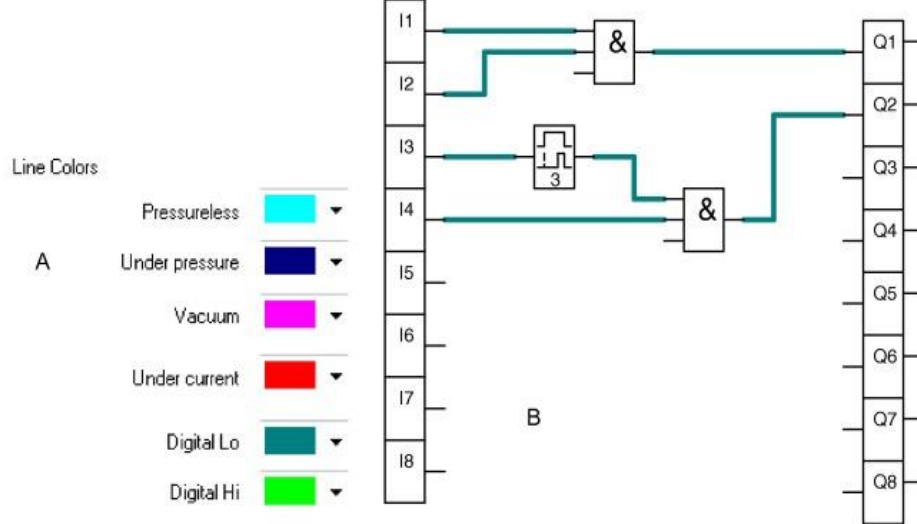 Line Colors
Pressureless
A
Under pressure
Vacuum
Under current
Digital Lo
Digital Hi
I1
I2
I3
I4
I5
I6
I7
I8
&
3
&
B
Q1
Q2
Q3
Q4
Q5
Q6
Q7
Q8